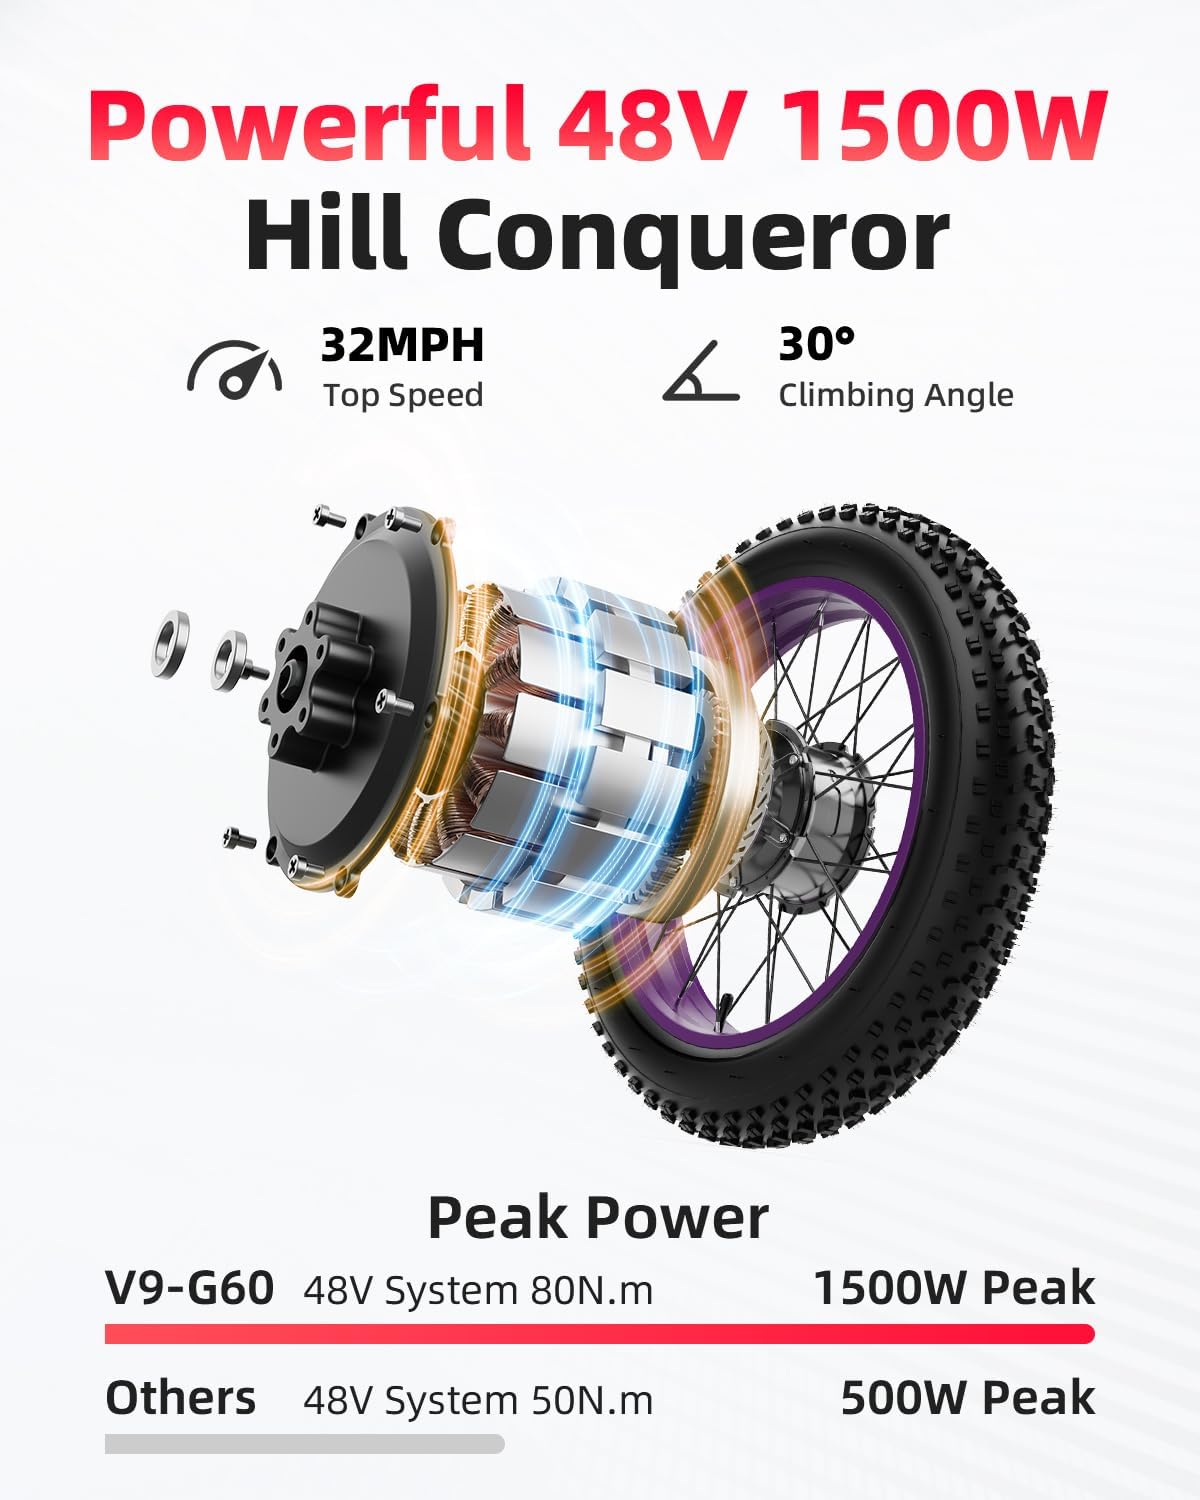 Powerful 48V 1500W
Hill Conqueror
32MPH
Top Speed
30°
Climbing Angle
Peak Power
V9-G60 48V System 80N.m 1500W Peak
Others 48V System 50N.m 500W Peak